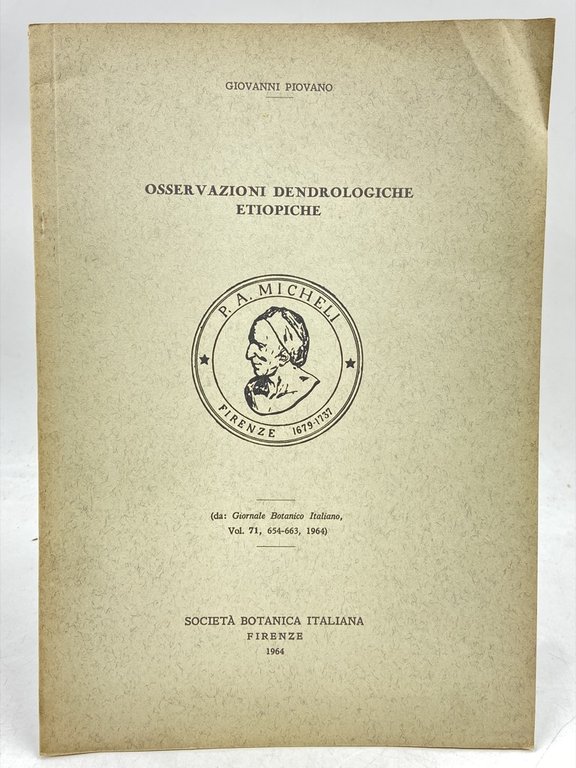 GIOVANNI PIOVANO
OSSERVAZIONI DENDROLOGICHE
ETIOPICHE
P. A. MICHELI
FIRENZE 1679-1737
(da: Giornale Botanico Italiano,
Vol. 71, 654-663, 1964)
SOCIETÀ BOTANICA ITALIANA
FIRENZE
1964